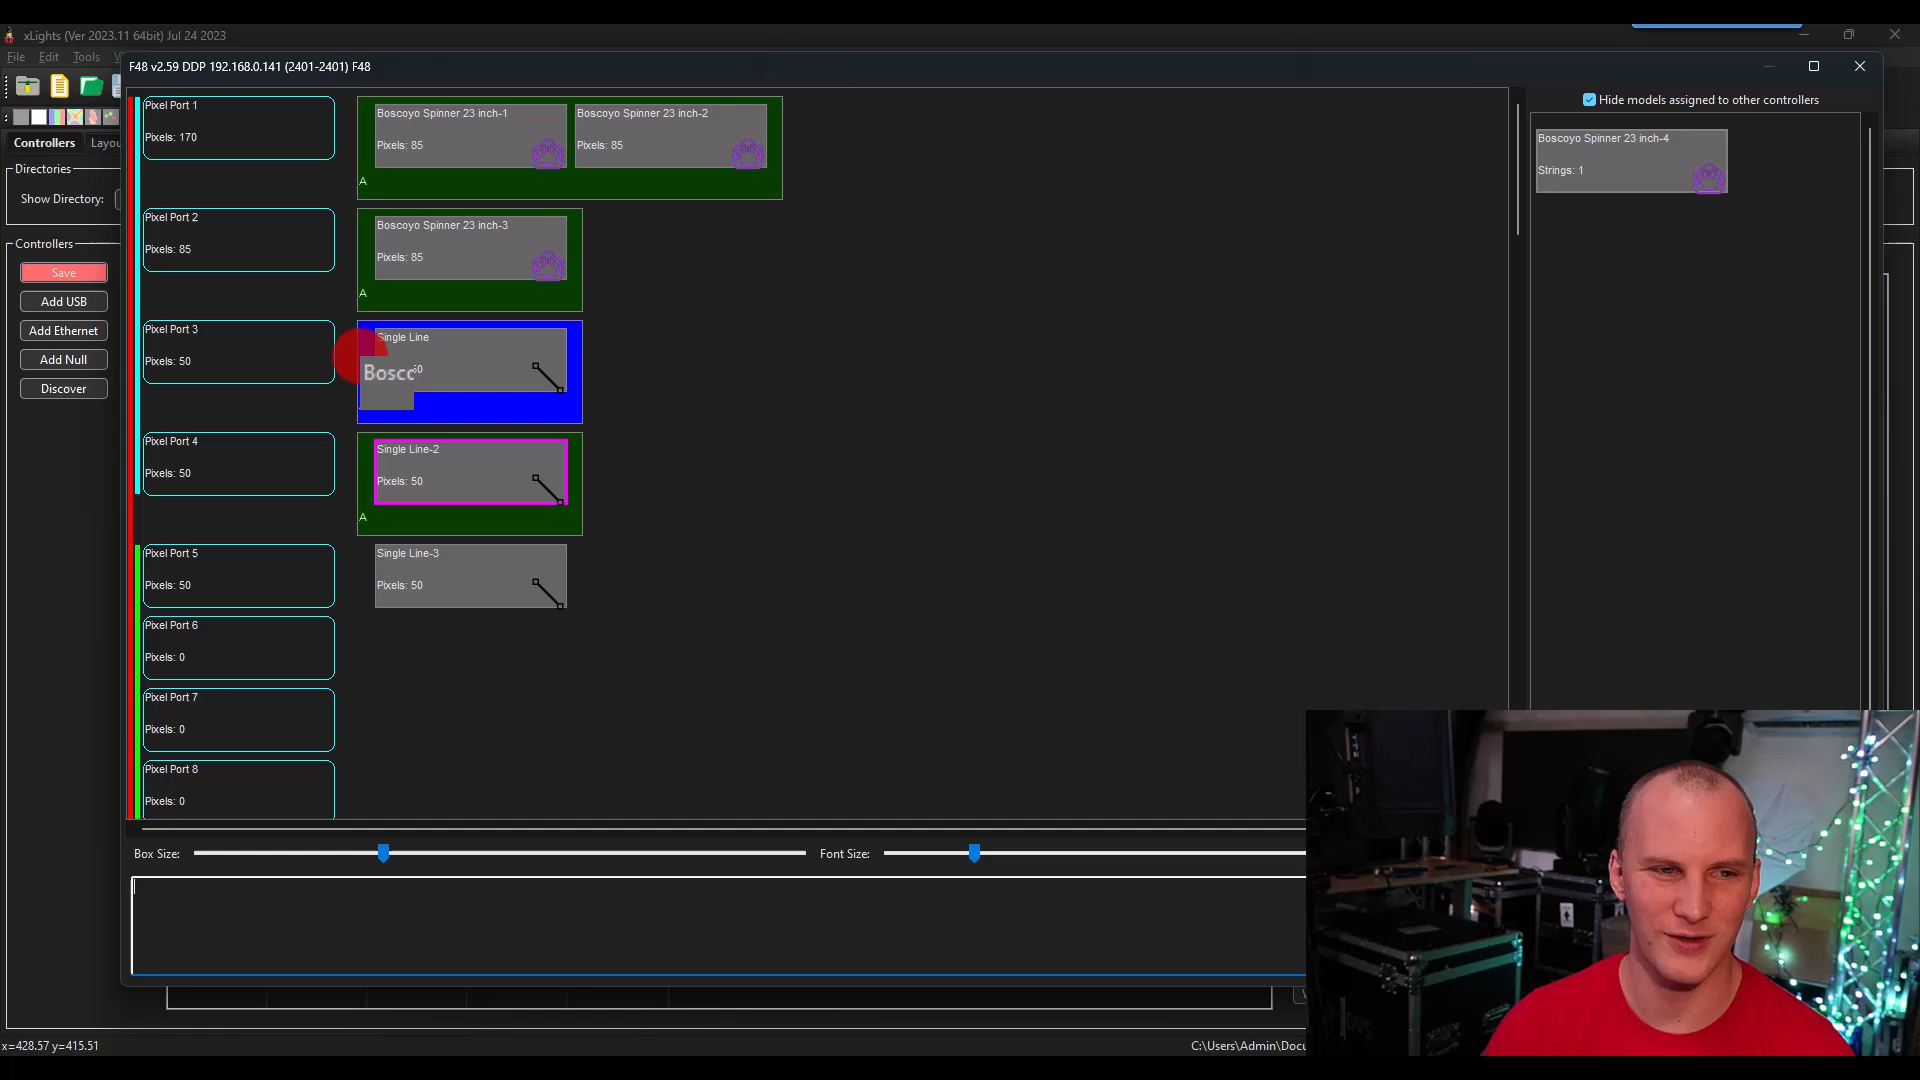 xLights (Ver 2023.11 64bit) Jul 24 2023
File Edit Tools
F48 v2.59 DDP 192.168.0.141 (2401-2401) F48
Hide models assigned to other controllers
Controllers Layou
Directories
Show Directory:
Controllers
Save
Add USB
Add Ethernet
Add Null
Discover
Pixel Port 1
Pixels: 170
Boscoyo Spinner 23 inch-1
Pixels: 85
Boscoyo Spinner 23 inch-2
Pixels: 85
A
Pixel Port 2
Pixels: 85
Boscoyo Spinner 23 inch-3
Pixels: 85
A
Pixel Port 3
Pixels: 50
Single Line
50
Bosco
Pixel Port 4
Pixels: 50
Single Line-2
Pixels: 50
A
Pixel Port 5
Pixels: 50
Single Line-3
Pixels: 50
Pixel Port 6
Pixels: 0
Pixel Port 7
Pixels: 0
Pixel Port 8
Pixels: 0
Boscoyo Spinner 23 inch-4
Strings: 1
Box Size:
Font Size:
x=428.57 y=415.51
C:\Users\Admin\Docu